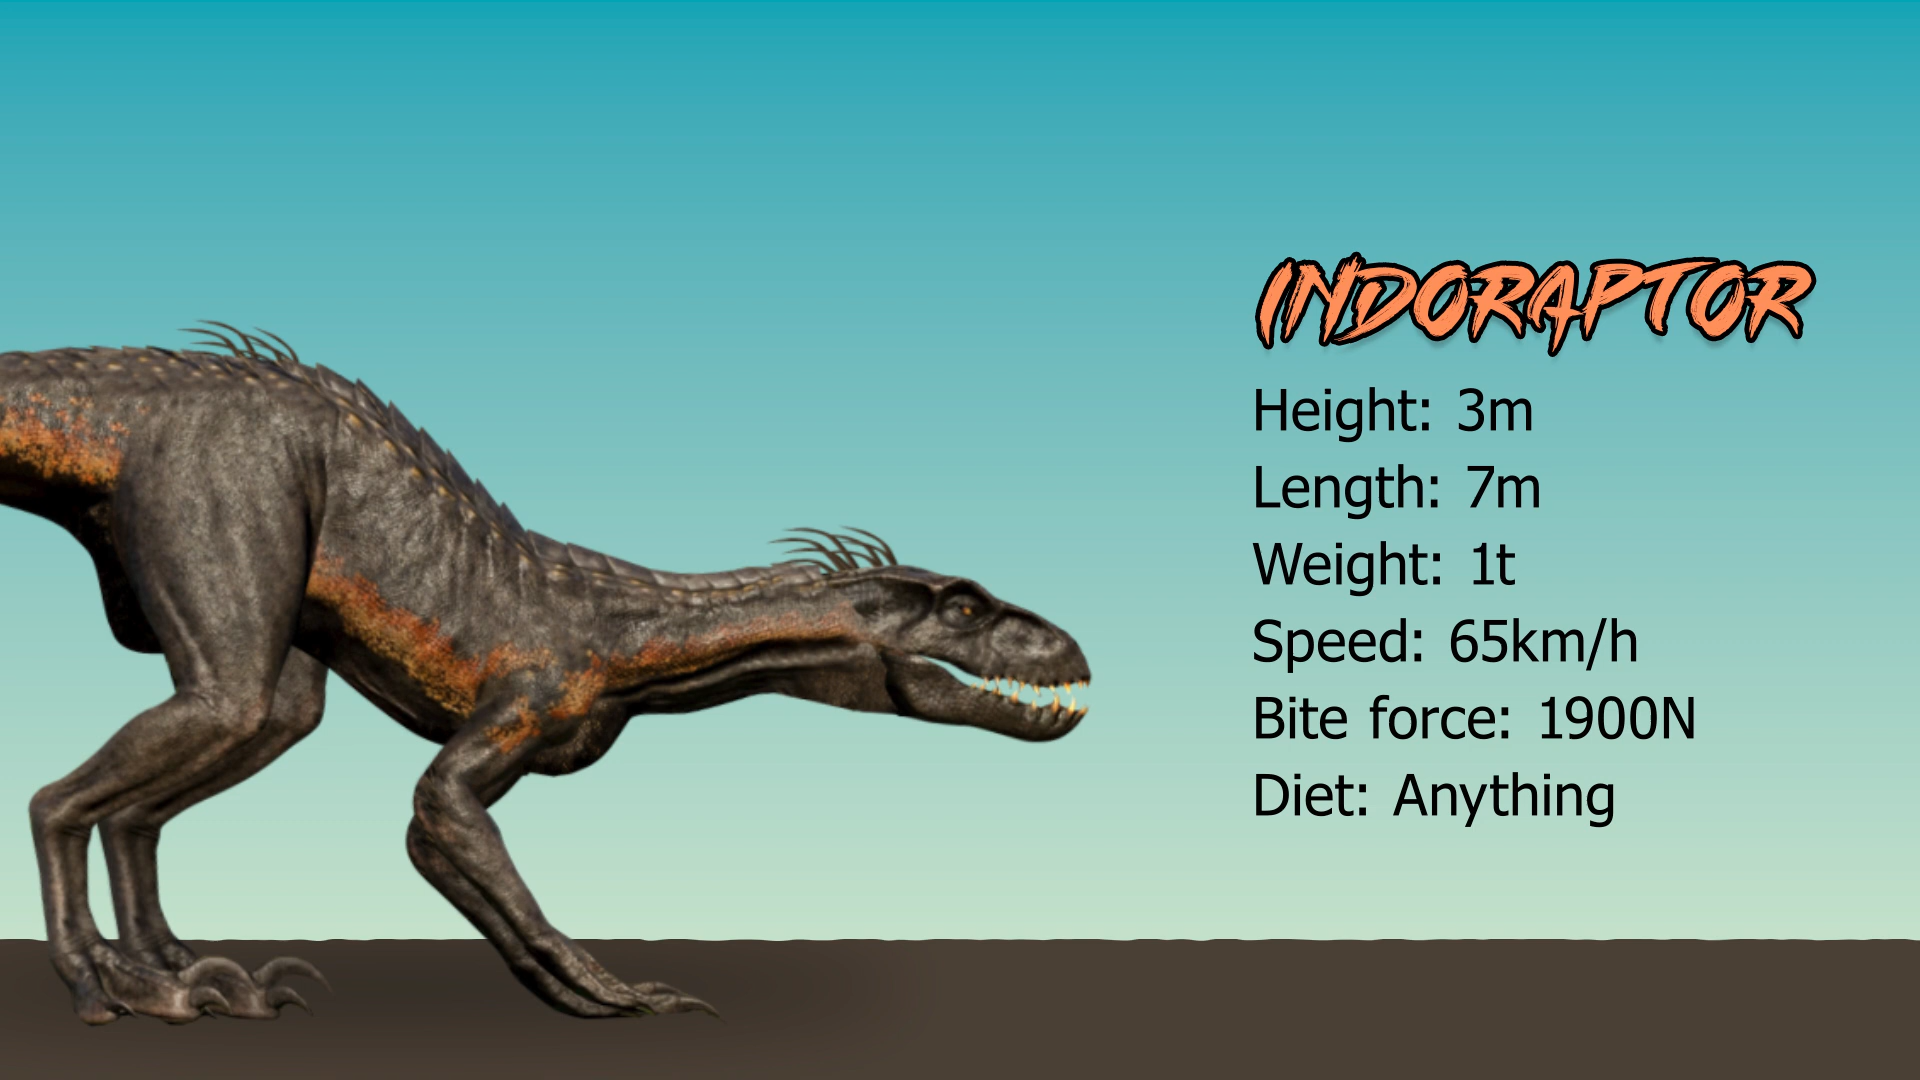 INDORAPTOR
Height: 3m
Length: 7m
Weight: 1t
Speed: 65km/h
Bite force: 1900N
Diet: Anything